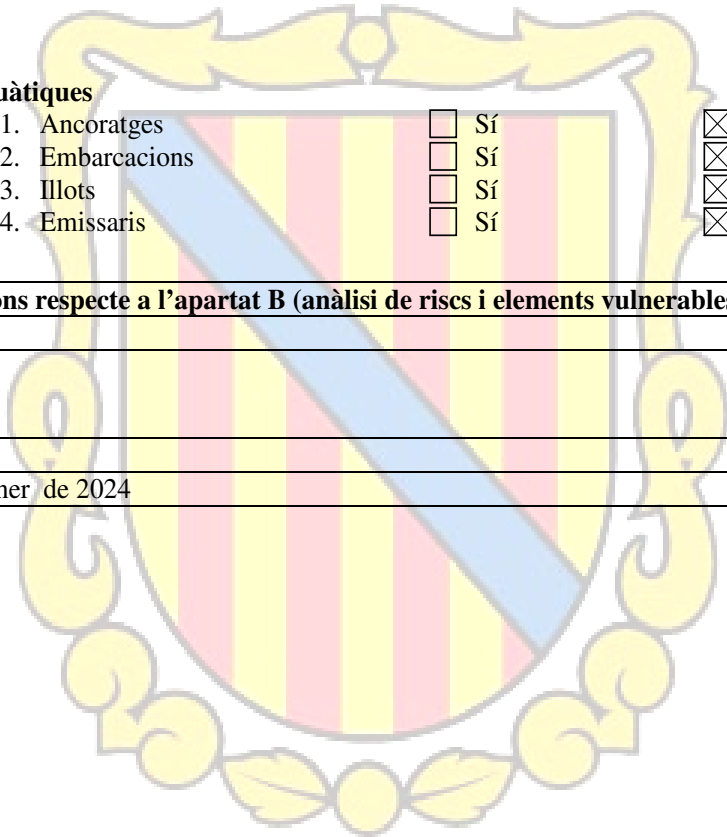 uàtiques
1. Ancoratges ☐ Sí ☒
2. Embarcacions ☐ Sí ☒
3. Illots ☐ Sí ☒
4. Emissaris ☐ Sí ☒
ons respecte a l’apartat B (anàlisi de riscs i elements vulnerables
ner de 2024